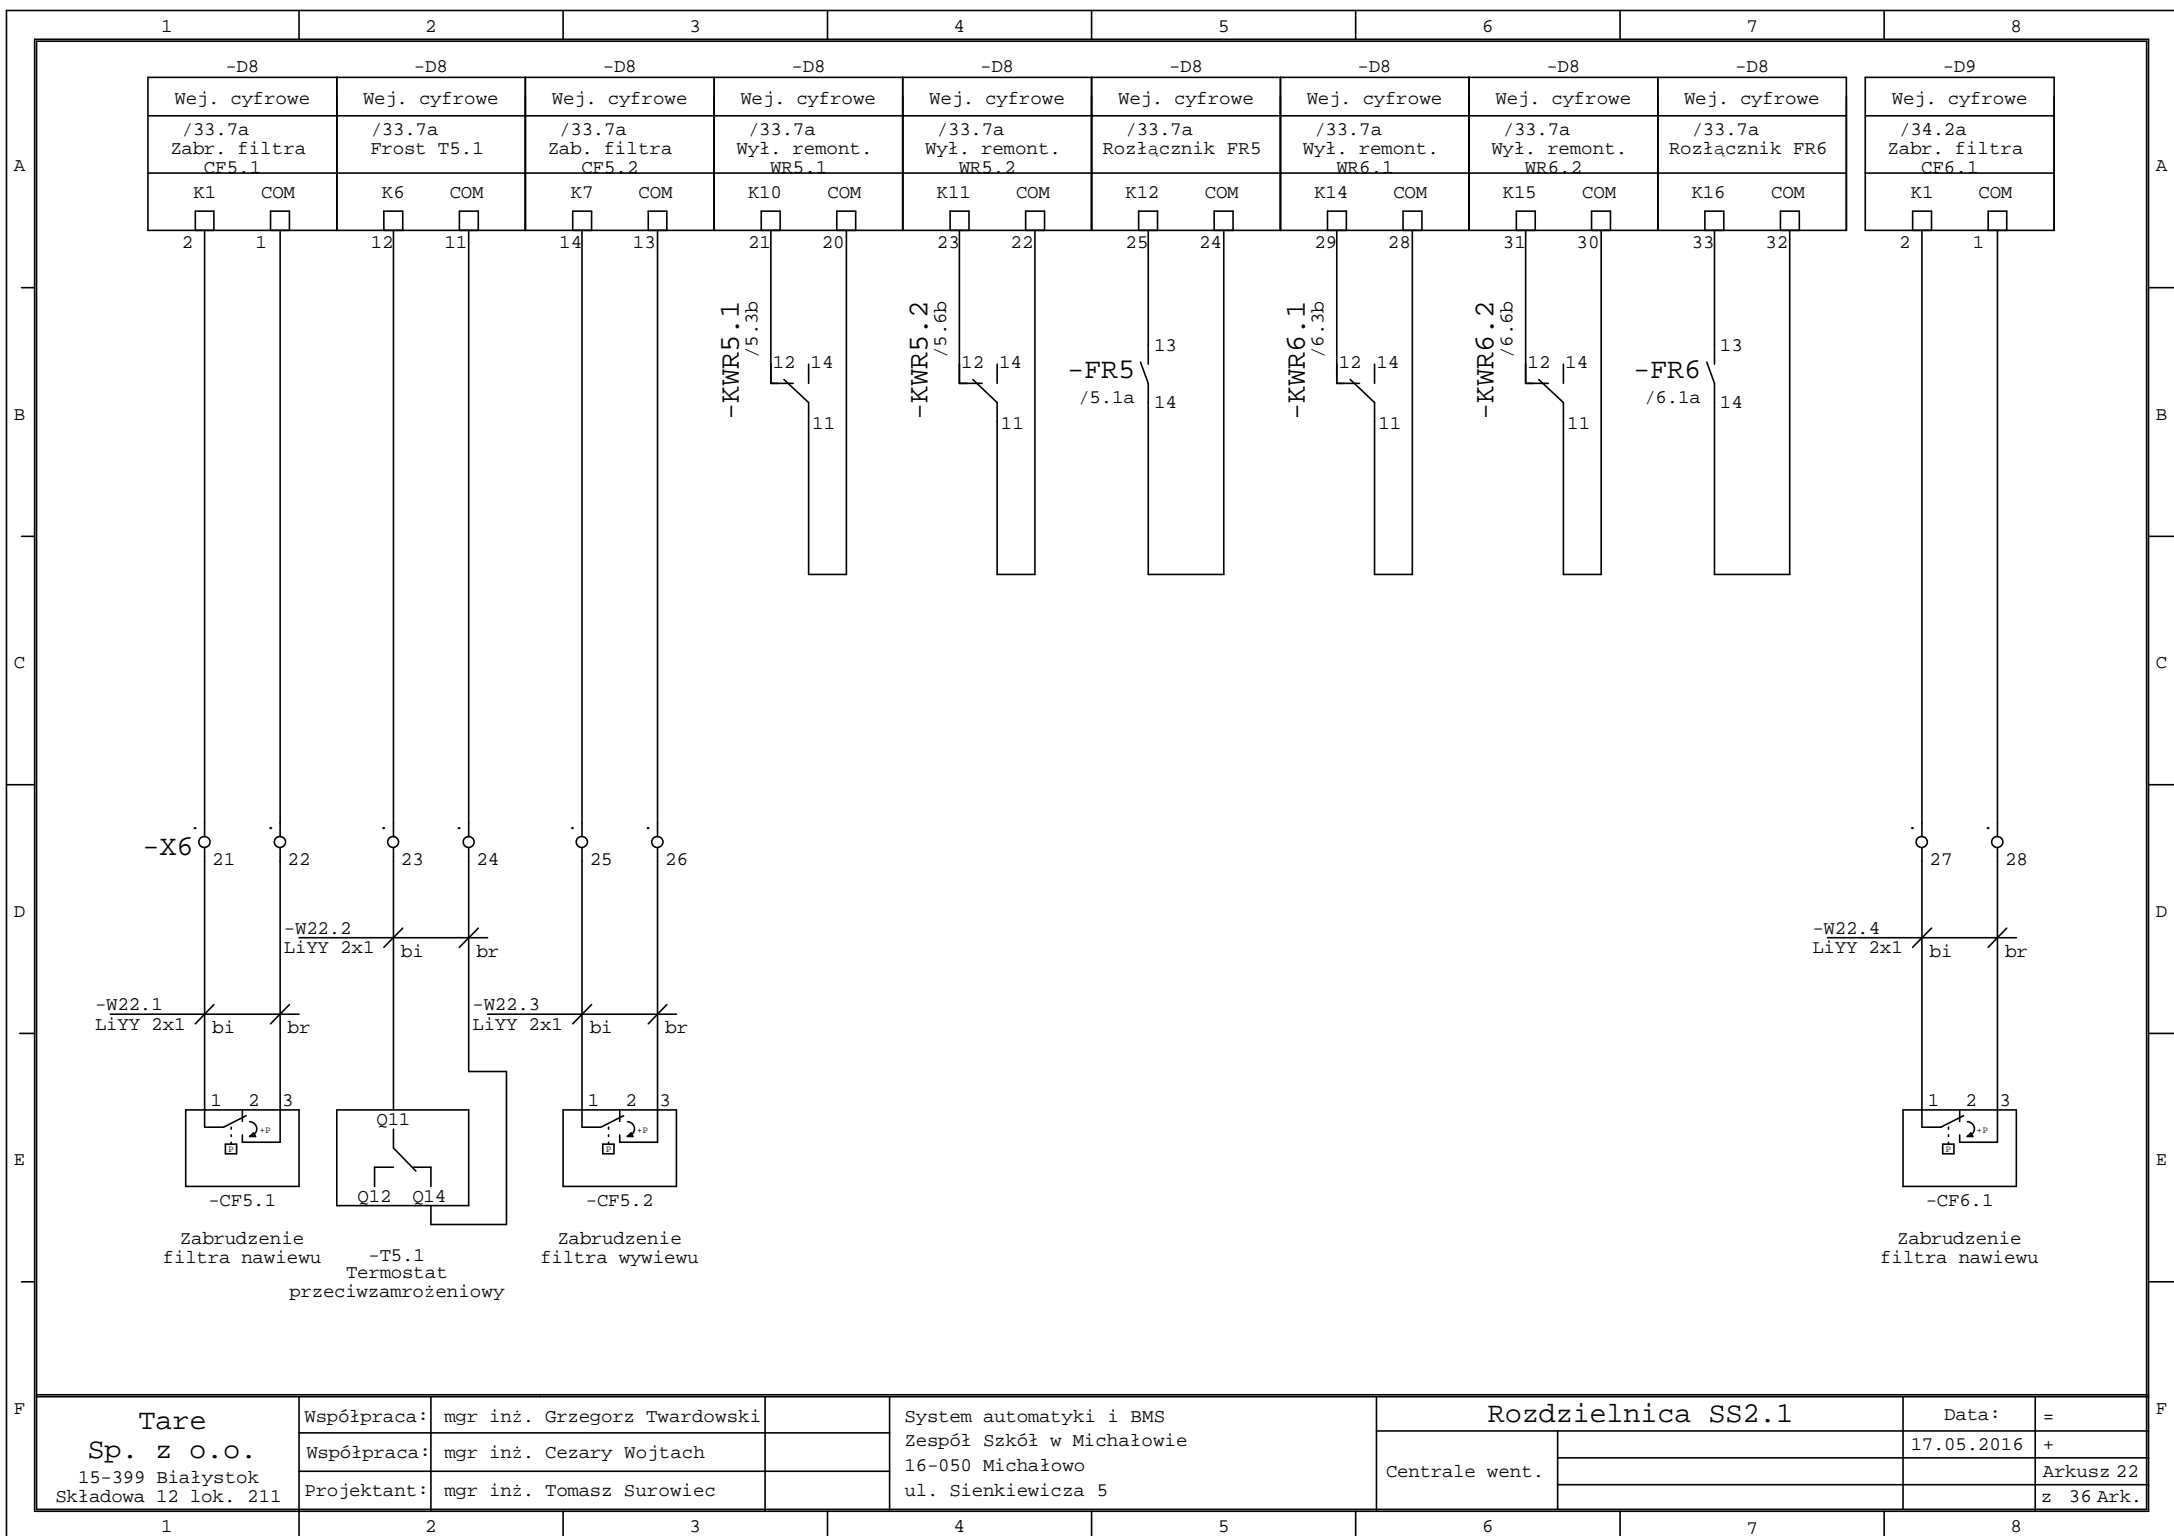 1 2 3 4 5 6 7 8
-D8 -D8 -D8 -D8 -D8 -D8 -D8 -D8 -D8 -D9
Wej. cyfrowe Wej. cyfrowe Wej. cyfrowe Wej. cyfrowe Wej. cyfrowe Wej. cyfrowe Wej. cyfrowe Wej. cyfrowe Wej. cyfrowe Wej. cyfrowe
/33.7a /33.7a /33.7a /33.7a /33.7a /33.7a /33.7a /33.7a /33.7a /34.2a
Zabr. filtra Frost T5.1 Zab. filtra Wył. remont. Wył. remont. Rozłącznik FR5 Wył. remont. Wył. remont. Rozłącznik FR6 Zabr. filtra
A CF5.1 CF5.2 WR5.1 WR5.2 WR6.1 WR6.2 CF6.1 A
K1 COM K6 COM K7 COM K10 COM K11 COM K12 COM K14 COM K15 COM K16 COM K1 COM
2 1 12 11 14 13 21 20 23 22 25 24 29 28 31 30 33 32 2 1
-KWR5.1 /5.3b -KWR5.2 /5.6b -KWR6.1 /6.3b -KWR6.2 /6.6b
13 13
12 14 12 14 -FR5 12 14 12 14 -FR6
/5.1a 14 /6.1a 14
B 11 11 11 11 B
C C
-X6 21 22 23 24 25 26 27 28
D D
-W22.2 -W22.4
LiYY 2x1 bi br LiYY 2x1 bi br
-W22.1 -W22.3
LiYY 2x1 bi br LiYY 2x1 bi br
1 2 3 1 2 3 1 2 3
Q11
+P +P +P
P P P
E E
Q12 Q14
-CF5.1 -CF5.2 -CF6.1
Zabrudzenie Zabrudzenie Zabrudzenie
filtra nawiewu filtra wywiewu filtra nawiewu
-T5.1
Termostat
przeciwzamrożeniowy
F F
Tare
Sp. z o.o.
15-399 Białystok
Składowa 12 lok. 211
Współpraca: mgr inż. Grzegorz Twardowski
Współpraca: mgr inż. Cezary Wojtach
Projektant: mgr inż. Tomasz Surowiec
System automatyki i BMS
Zespół Szkół w Michałowie
16-050 Michałowo
ul. Sienkiewicza 5
Rozdzielnica SS2.1
Centrale went.
Data: =
17.05.2016 +
Arkusz 22
z 36 Ark.
1 2 3 4 5 6 7 8